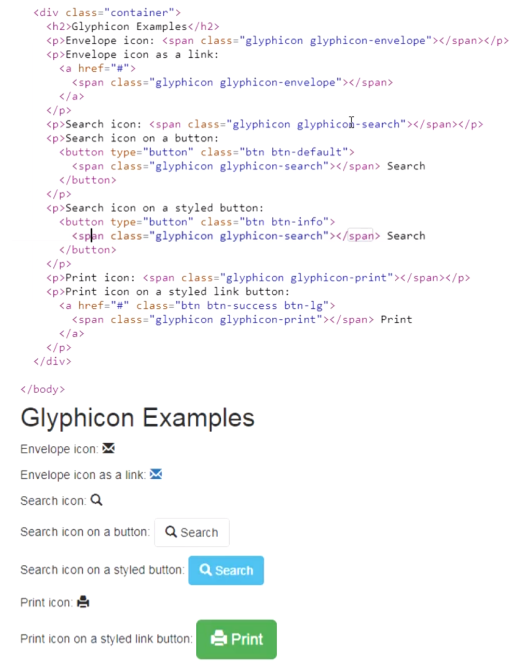 <div class="container">
<h2>Glyphicon Examples</h2>
<p>Envelope icon: <span class="glyphicon glyphicon-envelope"></span></p>
<p>Envelope icon as a link:
<a href="#">
<span class="glyphicon glyphicon-envelope"></span>
</a>
</p>
<p>Search icon: <span class="glyphicon glyphicon-search"></span></p>
<p>Search icon on a button:
<button type="button" class="btn btn-default">
<span class="glyphicon glyphicon-search"></span> Search
</button>
</p>
<p>Search icon on a styled button:
<button type="button" class="btn btn-info">
<span class="glyphicon glyphicon-search"></span> Search
</button>
</p>
<p>Print icon: <span class="glyphicon glyphicon-print"></span></p>
<p>Print icon on a styled link button:
<a href="#" class="btn btn-success btn-lg">
<span class="glyphicon glyphicon-print"></span> Print
</a>
</p>
</div>
</body>
Glyphicon Examples
Envelope icon:
Envelope icon as a link:
Search icon:
Search icon on a button: Search
Search icon on a styled button: Search
Print icon:
Print icon on a styled link button: Print